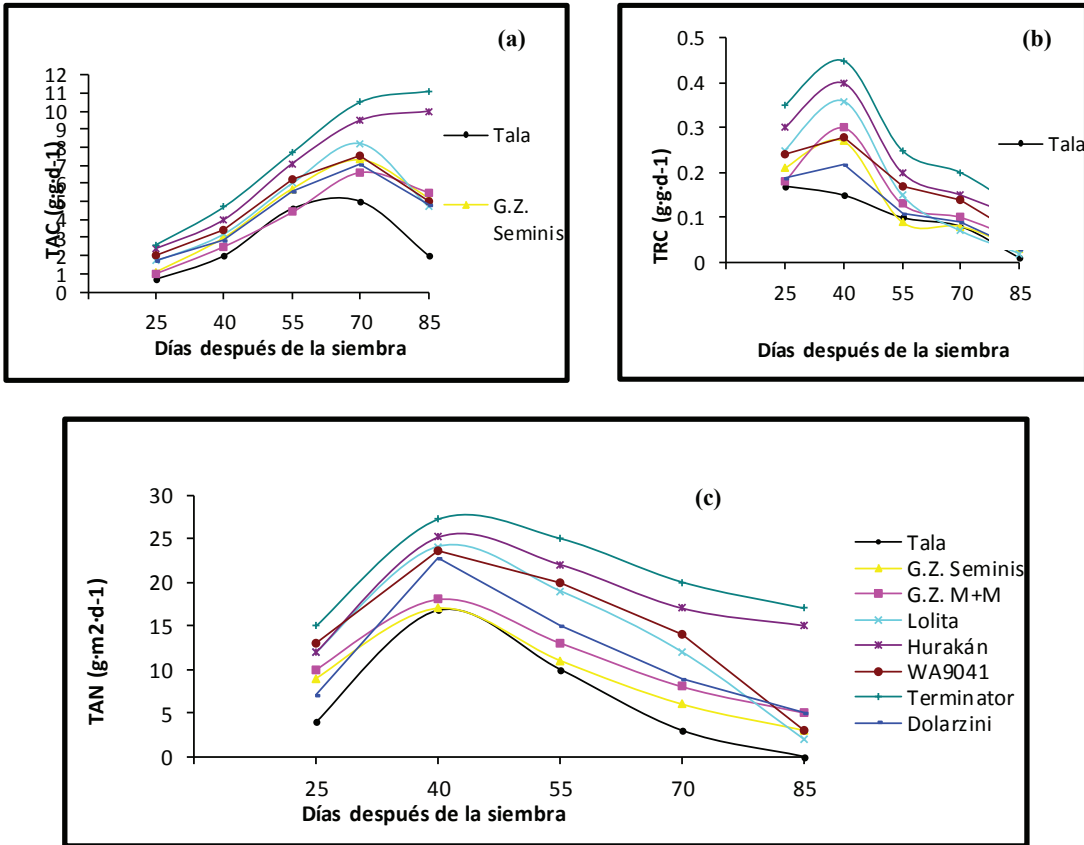 (a)
TAC (g·g·d-1)
12
11
10
9
8
7
6
5
4
3
2
1
0
25 40 55 70 85
Días después de la siembra
Tala
G.Z.
Seminis
(b)
TRC (g·g·d-1)
0.5
0.4
0.3
0.2
0.1
0
25 40 55 70 85
Días después de la siembra
Tala
(c)
TAN (g·m2·d-1)
30
25
20
15
10
5
0
25 40 55 70 85
Días después de la siembra
Tala
G.Z. Seminis
G.Z. M+M
Lolita
Hurakán
WA9041
Terminator
Dolarzini